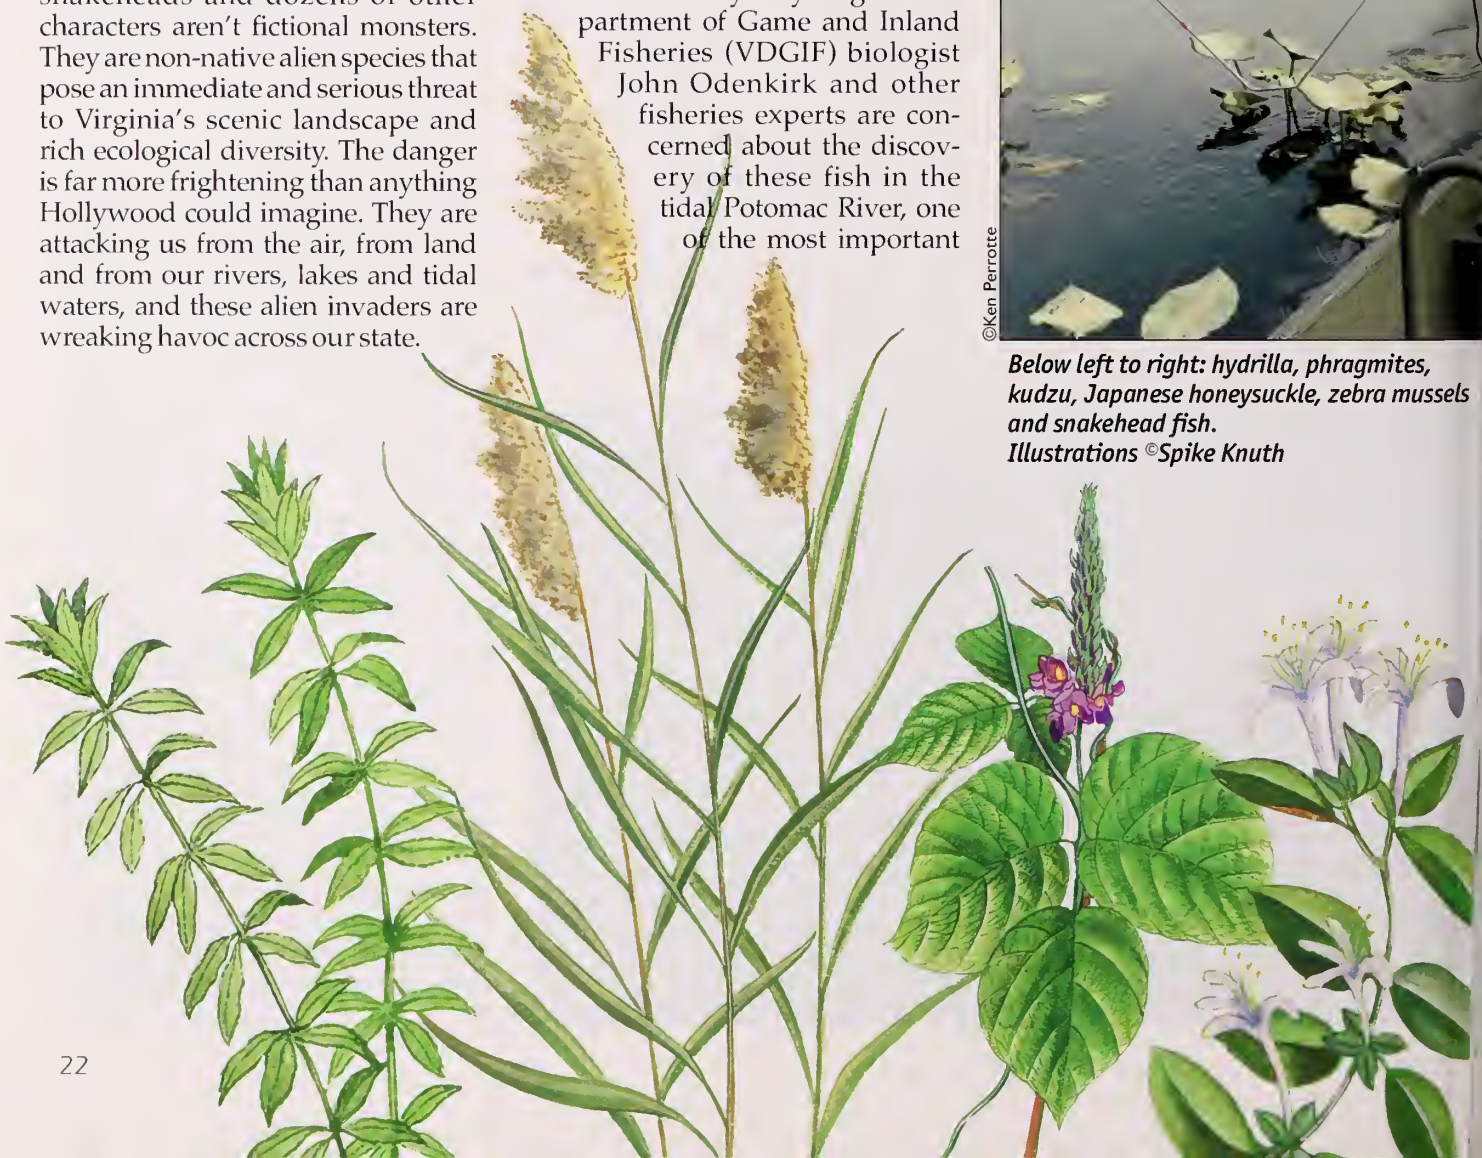 snakeheads and dozens of other
characters aren't fictional monsters.
They are non-native alien species that
pose an immediate and serious threat
to Virginia's scenic landscape and
rich ecological diversity. The danger
is far more frightening than anything
Hollywood could imagine. They are
attacking us from the air, from land
and from our rivers, lakes and tidal
waters, and these alien invaders are
wreaking havoc across our state.
partment of Game and Inland
Fisheries (VDGIF) biologist
John Odenkirk and other
fisheries experts are con-
cerned about the discov-
ery of these fish in the
tidal Potomac River, one
of the most important
©Ken Perrotte
Below left to right: hydrilla, phragmites,
kudzu, Japanese honeysuckle, zebra mussels
and snakehead fish.
Illustrations ©Spike Knuth
22